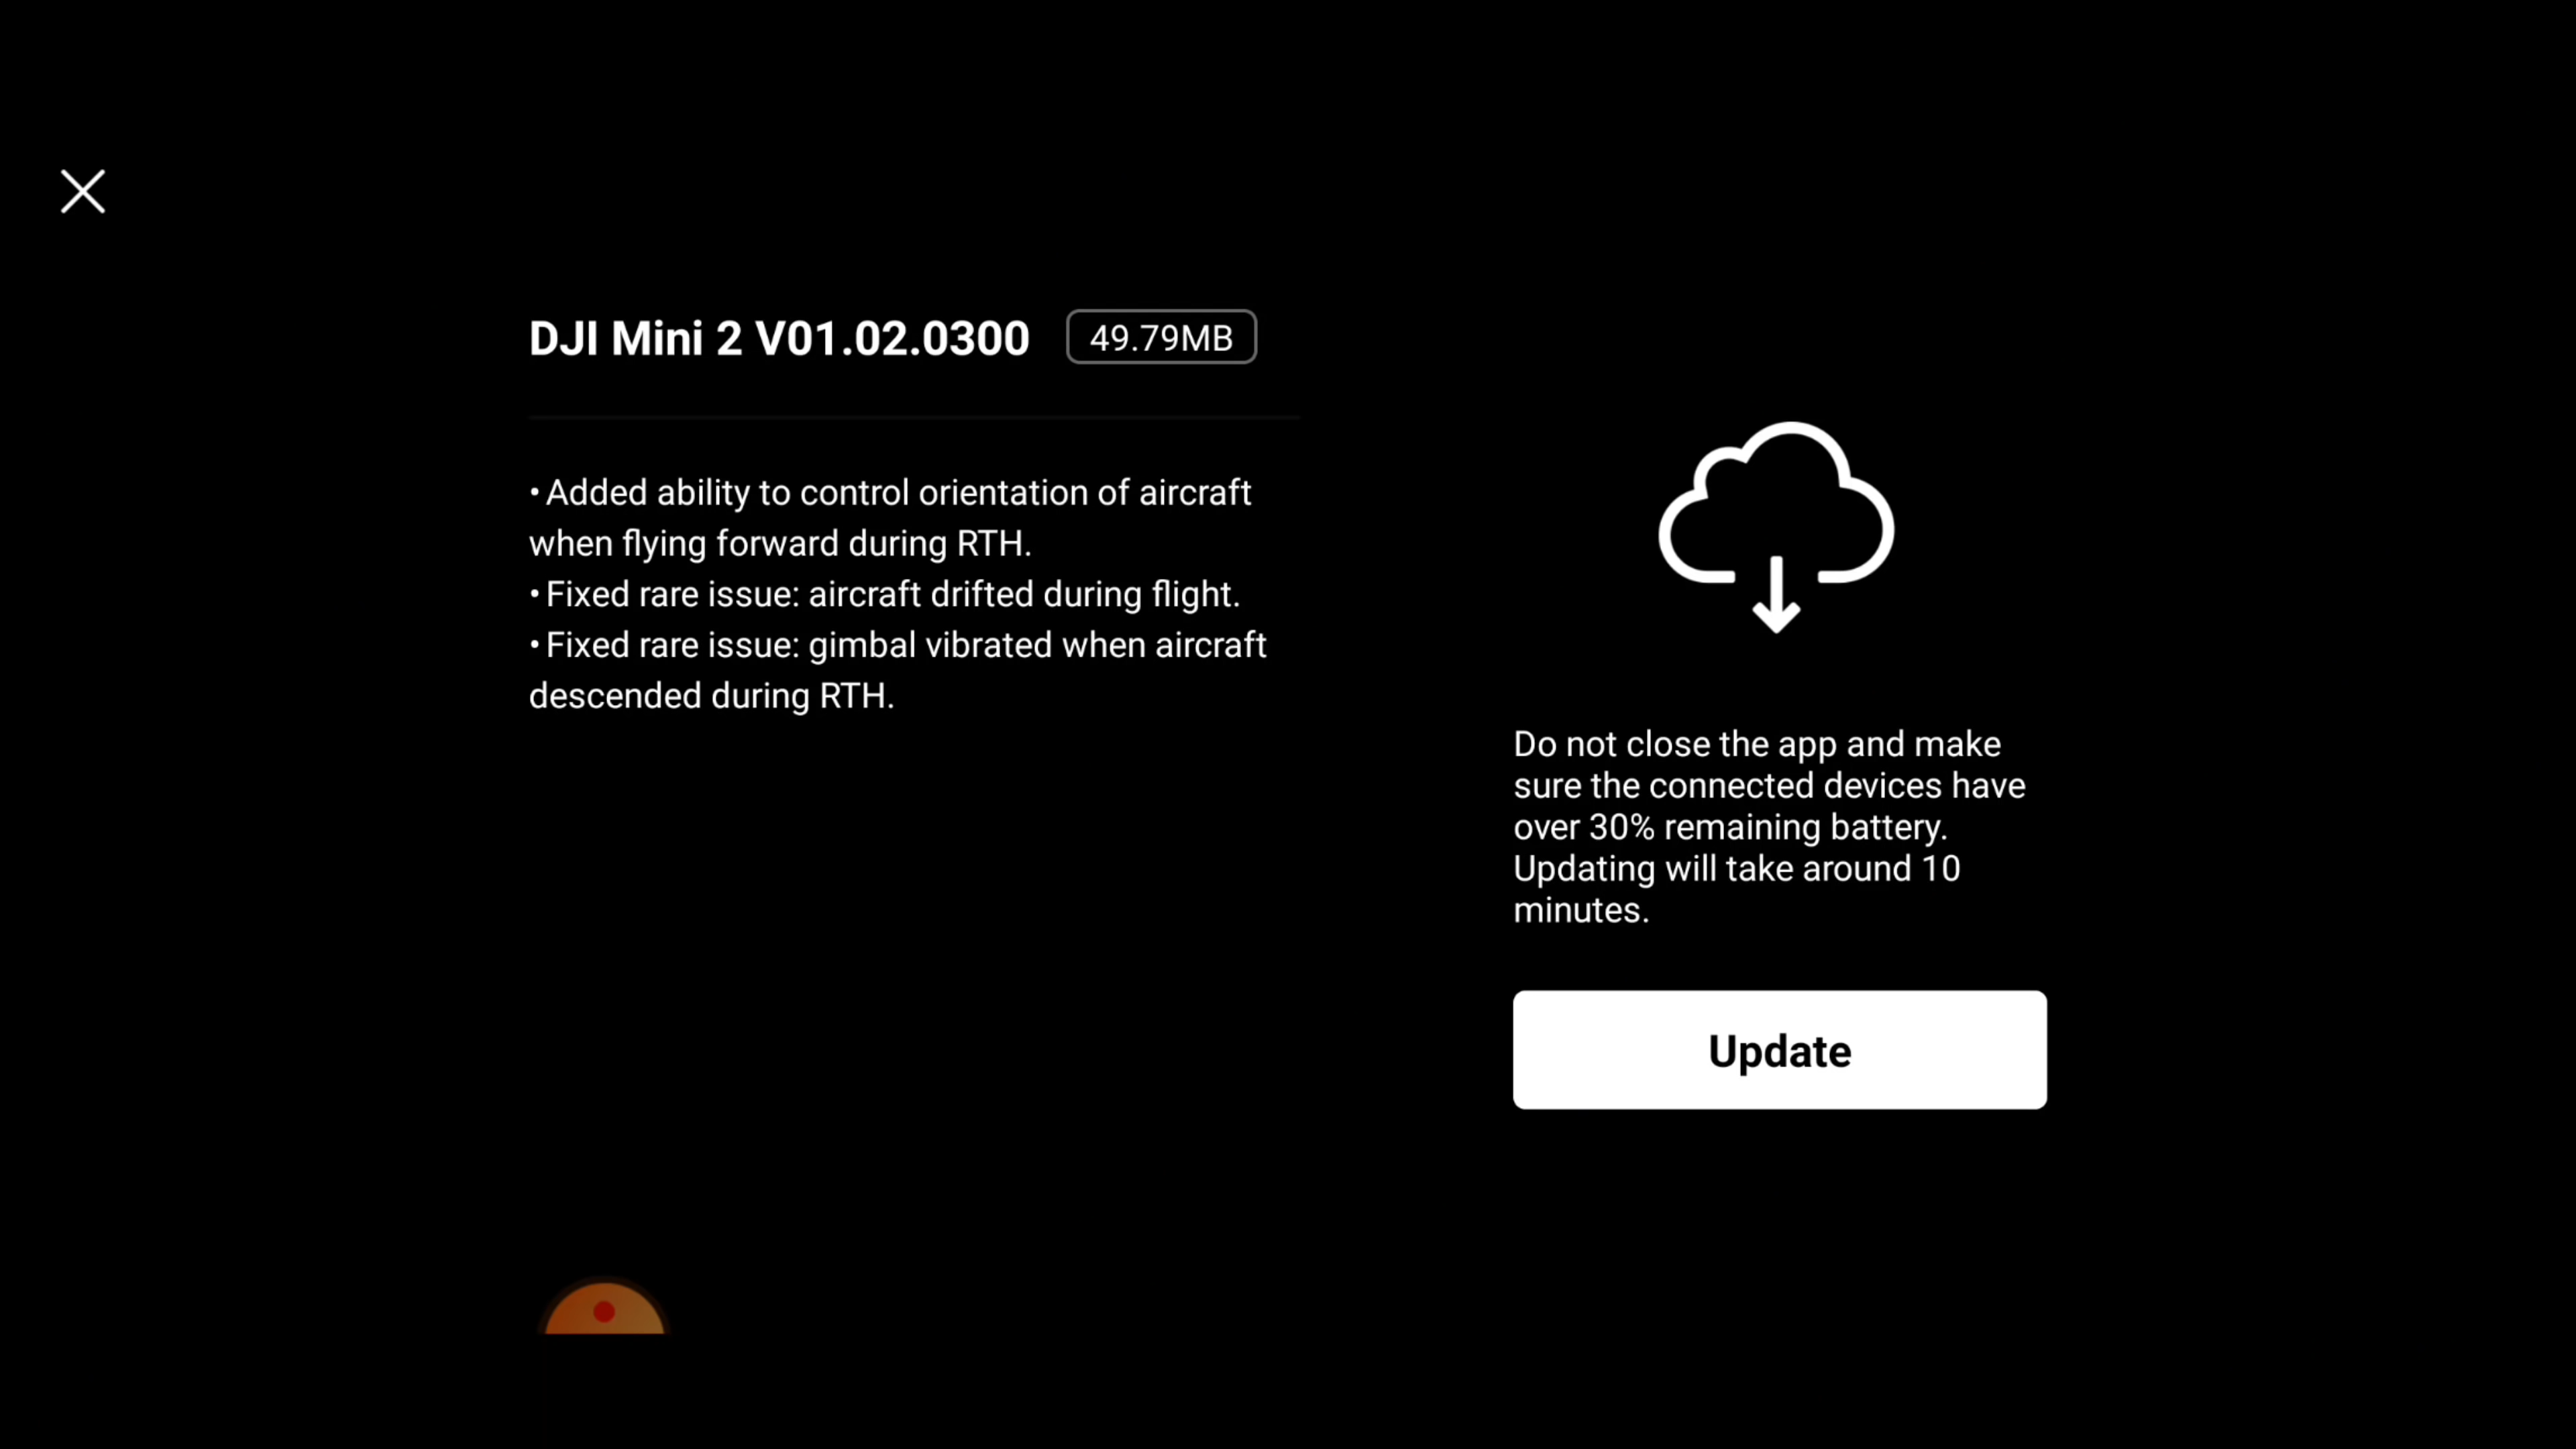 DJI Mini 2 V01.02.0300 49.79MB
• Added ability to control orientation of aircraft
when flying forward during RTH.
• Fixed rare issue: aircraft drifted during flight.
• Fixed rare issue: gimbal vibrated when aircraft
descended during RTH.
Do not close the app and make
sure the connected devices have
over 30% remaining battery.
Updating will take around 10
minutes.
Update